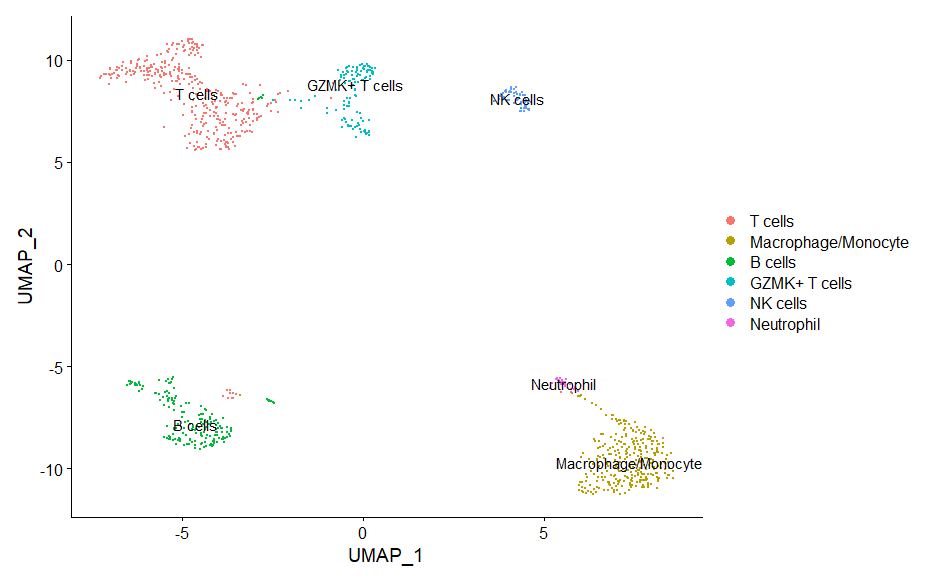 10
5
0
-5
-10
UMAP_2
T cells
GZMK+ T cells
NK cells
B cells
Neutrophil
Macrophage/Monocyte
-5
0
5
UMAP_1
T cells
Macrophage/Monocyte
B cells
GZMK+ T cells
NK cells
Neutrophil